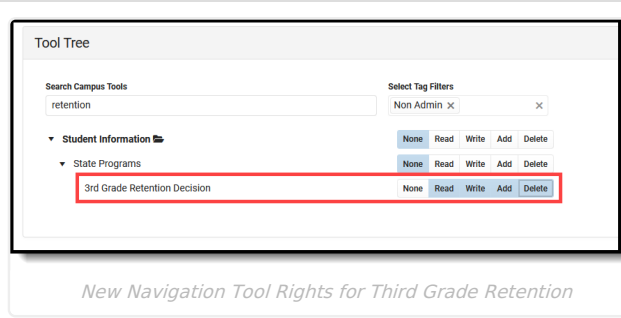 Tool Tree
Search Campus Tools
Select Tag Filters
retention
Non Admin × ×
Student Information
None Read Write Add Delete
State Programs
None Read Write Add Delete
3rd Grade Retention Decision
None Read Write Add Delete
New Navigation Tool Rights for Third Grade Retention